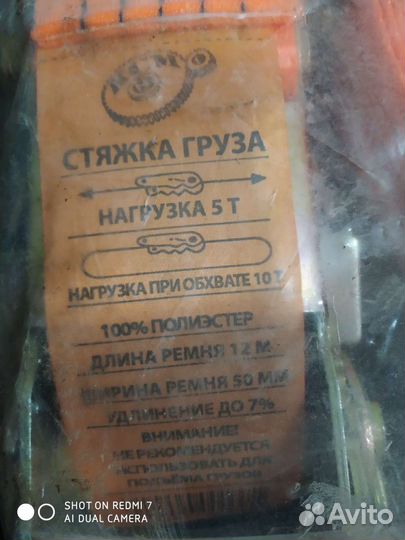 СТЯЖКА ГРУЗА
НАГРУЗКА 5 Т
НАГРУЗКА ПРИ ОБХВАТЕ 10 Т
100% ПОЛИЭСТЕР
ДЛИНА РЕМНЯ 12 М
ШИРИНА РЕМНЯ 50 ММ
УДЛИНЕНИЕ ДО 7%
ВНИМАНИЕ!
НЕ РЕКОМЕНДУЕТСЯ
ИСПОЛЬЗОВАТЬ ДЛЯ
ПОДЪЁМА ГРУЗОВ
SHOT ON REDMI 7
AI DUAL CAMERA
Avito